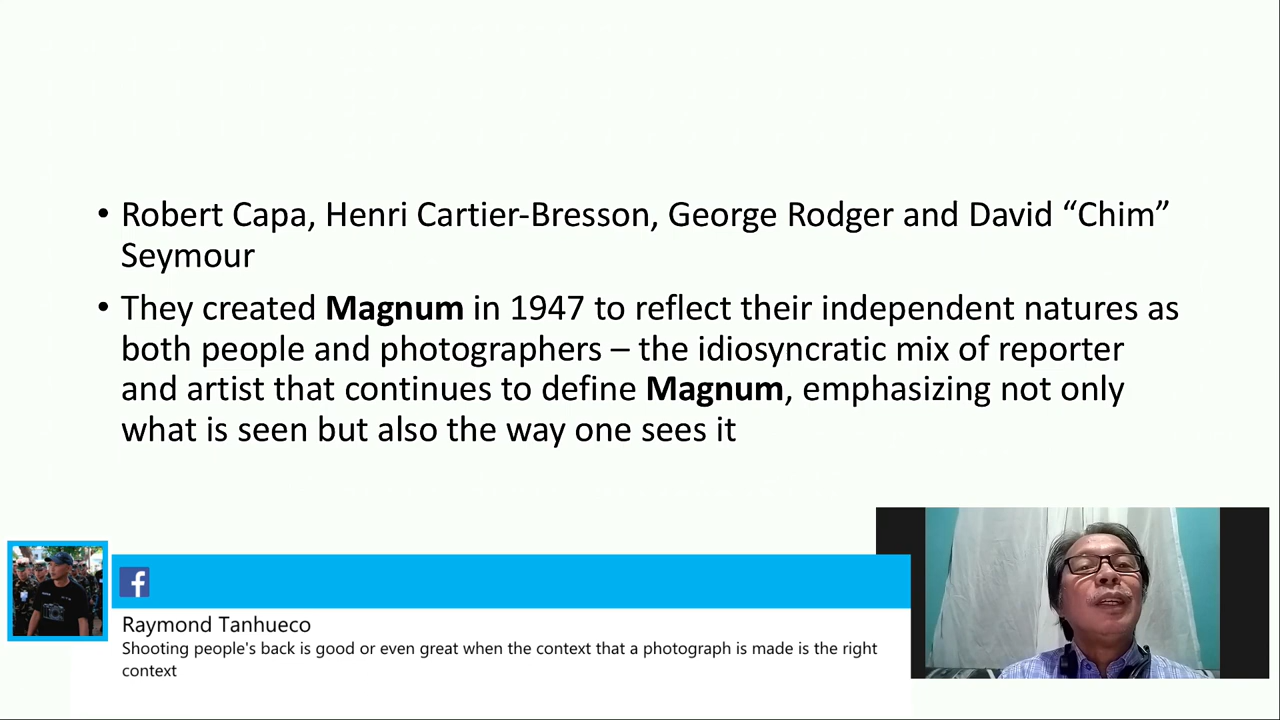 • Robert Capa, Henri Cartier-Bresson, George Rodger and David “Chim”
Seymour
• They created Magnum in 1947 to reflect their independent natures as
both people and photographers – the idiosyncratic mix of reporter
and artist that continues to define Magnum, emphasizing not only
what is seen but also the way one sees it
Raymond Tanhueco
Shooting people's back is good or even great when the context that a photograph is made is the right
context